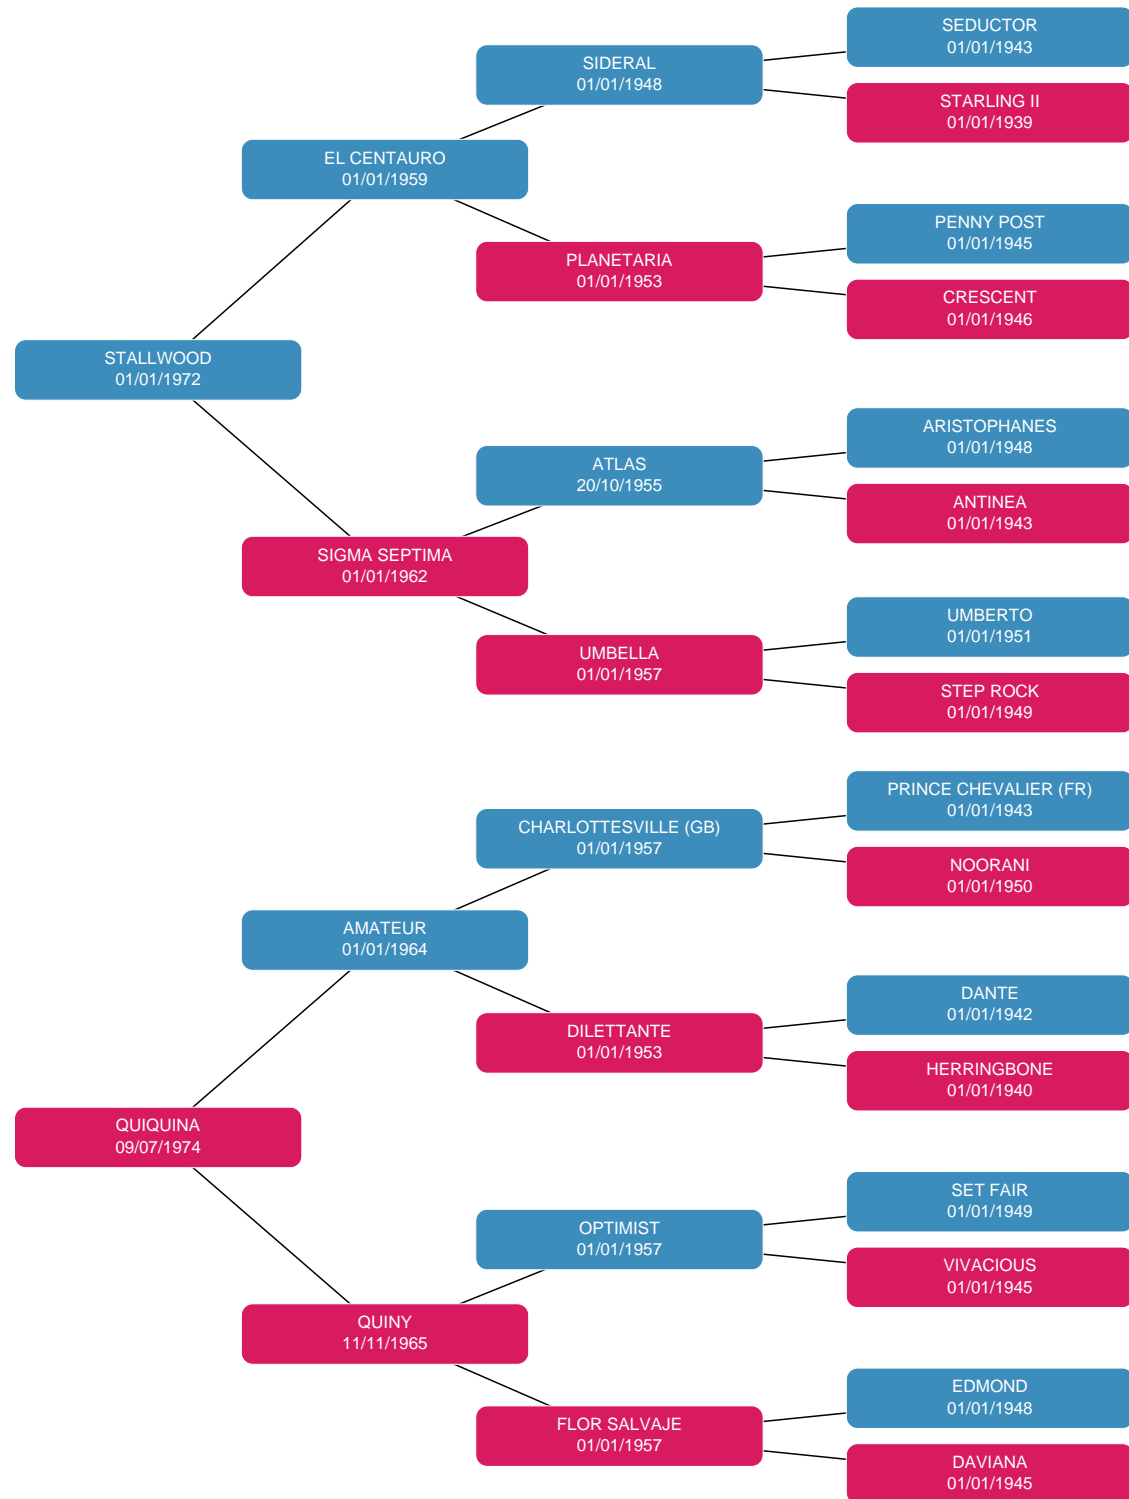 SEDUCTOR
01/01/1943
SIDERAL
01/01/1948
STARLING II
01/01/1939
EL CENTAURO
01/01/1959
PENNY POST
01/01/1945
PLANETARIA
01/01/1953
CRESCENT
01/01/1946
STALLWOOD
01/01/1972
ARISTOPHANES
01/01/1948
ATLAS
20/10/1955
ANTINEA
01/01/1943
SIGMA SEPTIMA
01/01/1962
UMBERTO
01/01/1951
UMBELLA
01/01/1957
STEP ROCK
01/01/1949
PRINCE CHEVALIER (FR)
01/01/1943
CHARLOTTESVILLE (GB)
01/01/1957
NOORANI
01/01/1950
AMATEUR
01/01/1964
DANTE
01/01/1942
DILETTANTE
01/01/1953
HERRINGBONE
01/01/1940
QUIQUINA
09/07/1974
SET FAIR
01/01/1949
OPTIMIST
01/01/1957
VIVACIOUS
01/01/1945
QUINY
11/11/1965
EDMOND
01/01/1948
FLOR SALVAJE
01/01/1957
DAVIANA
01/01/1945